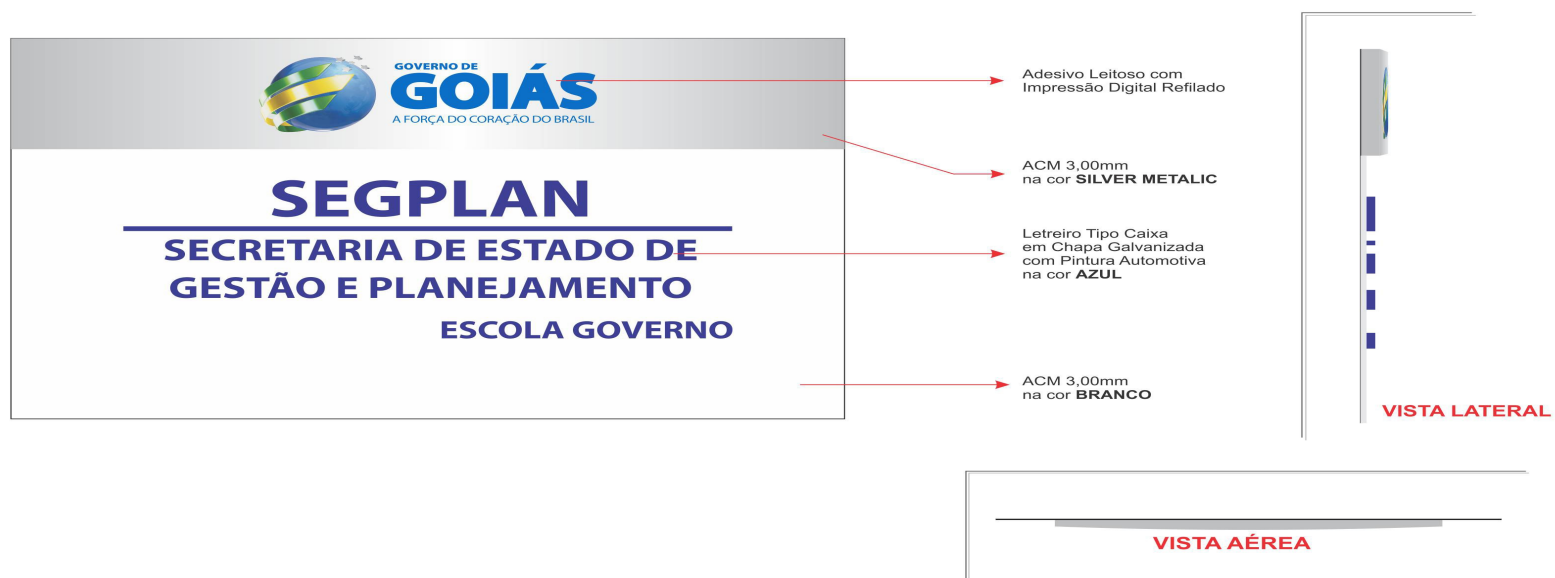 GOVERNO DE
GOIÁS
A FORÇA DO CORAÇÃO DO BRASIL
SEGPLAN
SECRETARIA DE ESTADO DE
GESTÃO E PLANEJAMENTO
ESCOLA GOVERNO
Adesivo Leitoso com
Impressão Digital Refilado
ACM 3,00mm
na cor SILVER METALIC
Letreiro Tipo Caixa
em Chapa Galvanizada
com Pintura Automotiva
na cor AZUL
ACM 3,00mm
na cor BRANCO
VISTA LATERAL
VISTA AÉREA